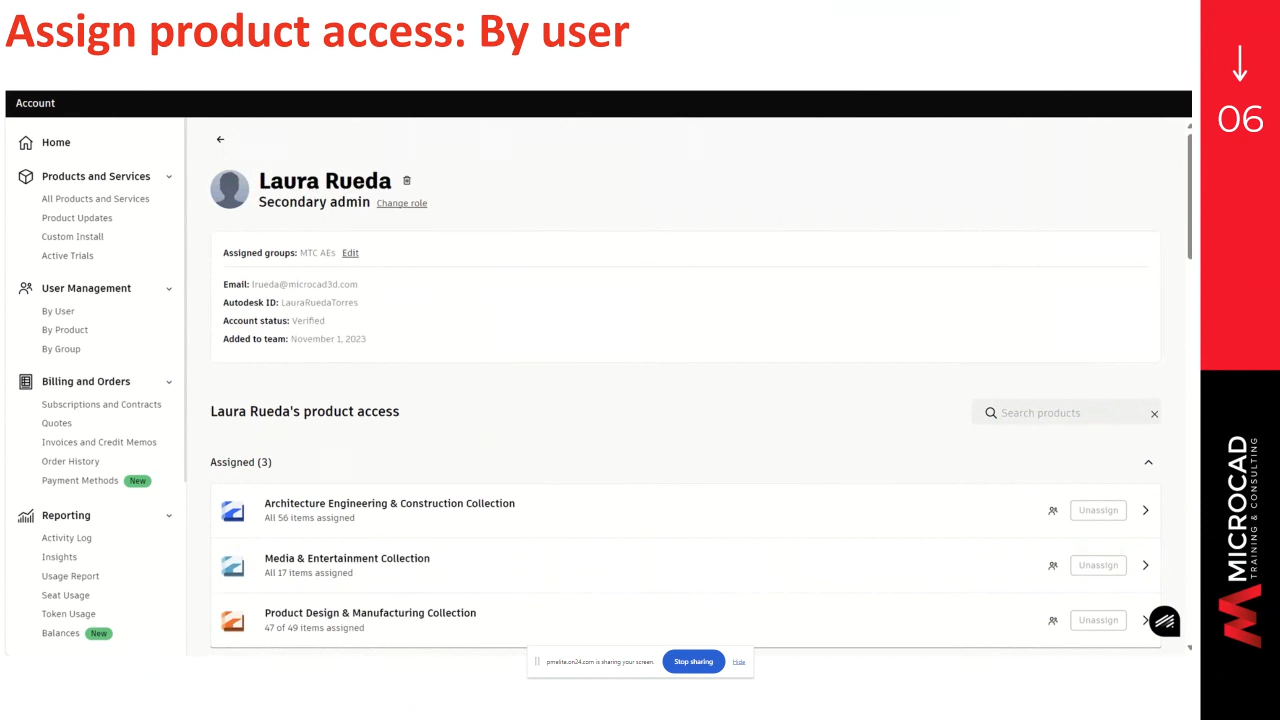 Assign product access: By user
06
Account
Home
Products and Services
All Products and Services
Product Updates
Custom Install
Active Trials
User Management
By User
By Product
By Group
Billing and Orders
Subscriptions and Contracts
Quotes
Invoices and Credit Memos
Order History
Payment Methods New
Reporting
Activity Log
Insights
Usage Report
Seat Usage
Token Usage
Balances New
Laura Rueda
Secondary admin Change role
Assigned groups: MTC AEs Edit
Email: lrueda@microcad3d.com
Autodesk ID: LauraRuedaTorres
Account status: Verified
Added to team: November 1, 2023
Laura Rueda's product access
Search products
Assigned (3)
Architecture Engineering & Construction Collection
All 56 items assigned
Unassign
Media & Entertainment Collection
All 17 items assigned
Unassign
Product Design & Manufacturing Collection
47 of 49 items assigned
Unassign
pmelite.on24.com is sharing your screen. Stop sharing Hide
MICROCAD
TRAINING & CONSULTING